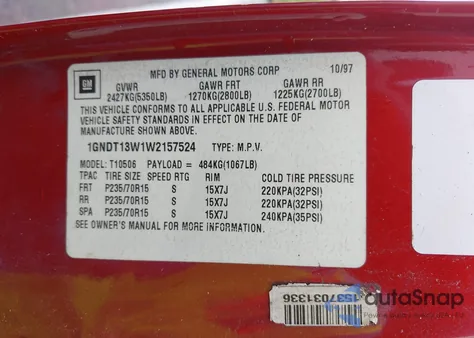 MFD BY GENERAL MOTORS CORP 10/97
GM GVWR GAWR FRT GAWR RR
2427KG(5350LB) 1270KG(2800LB) 1225KG(2700LB)
THIS VEHICLE CONFORMS TO ALL APPLICABLE U.S. FEDERAL MOTOR
VEHICLE SAFETY STANDARDS IN EFFECT ON THE DATE OF
MANUFACTURE SHOWN ABOVE.
1GNDT13W1W2157524 TYPE: M.P.V.
MODEL: T10506 PAYLOAD = 484KG(1067LB)
TPAC TIRE SIZE SPEED RTG RIM COLD TIRE PRESSURE
FRT P235/70R15 S 15X7J 220KPA(32PSI)
RR P235/70R15 S 15X7J 220KPA(32PSI)
SPA P235/70R15 S 15X7J 240KPA(35PSI)
SEE OWNER'S MANUAL FOR MORE INFORMATION.
1537031336
autoSnap